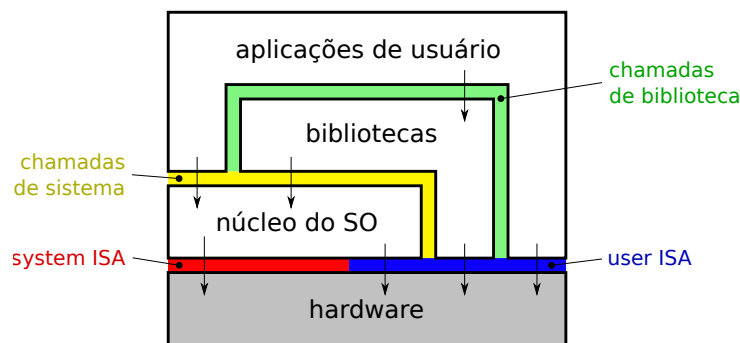 aplicações de usuário
chamadas
de biblioteca
bibliotecas
chamadas
de sistema
núcleo do SO
system ISA
user ISA
hardware